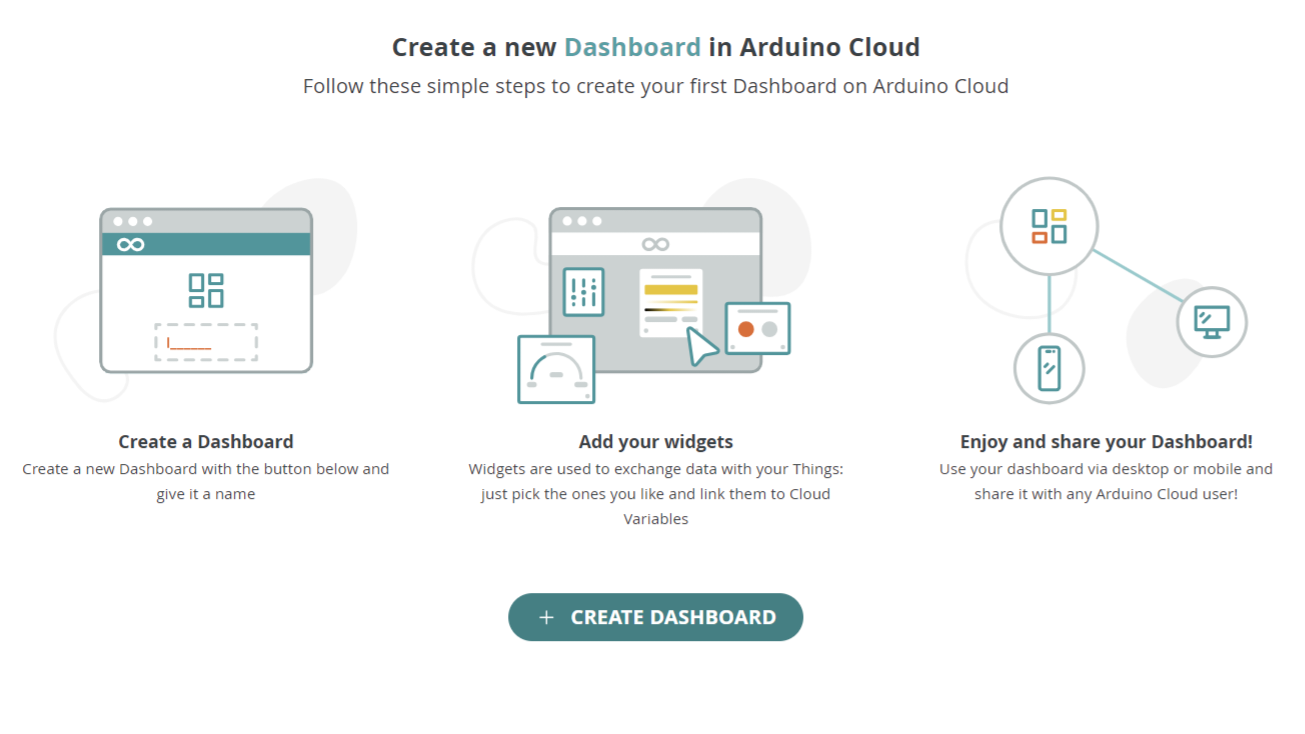 Create a new Dashboard in Arduino Cloud
Follow these simple steps to create your first Dashboard on Arduino Cloud
Create a Dashboard
Create a new Dashboard with the button below and
give it a name
Add your widgets
Widgets are used to exchange data with your Things:
just pick the ones you like and link them to Cloud
Variables
Enjoy and share your Dashboard!
Use your dashboard via desktop or mobile and
share it with any Arduino Cloud user!
+ CREATE DASHBOARD